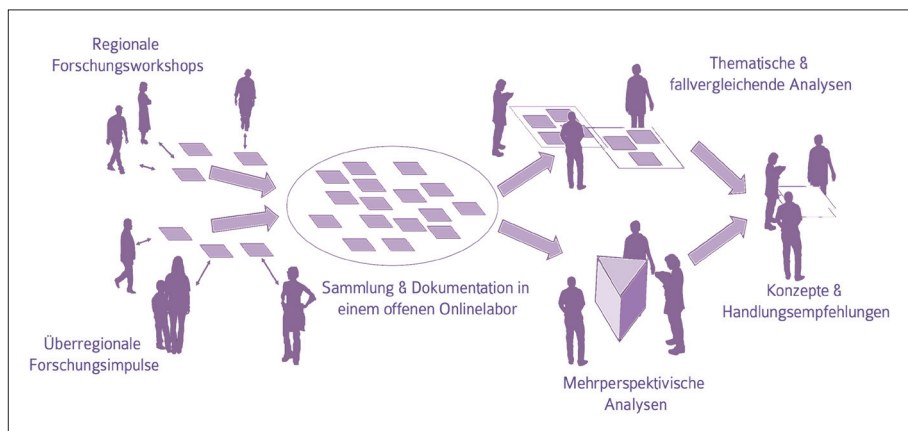 Regionale
Forschungsworkshops
Überregionale
Forschungsimpulse
Sammlung & Dokumentation in
einem offenen Onlinelabor
Thematische &
fallvergleichende Analysen
Mehrperspektivische
Analysen
Konzepte &
Handlungsempfehlungen